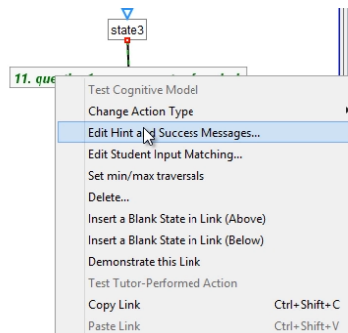 state3
11. que
Test Cognitive Model
Change Action Type
Edit Hint and Success Messages...
Edit Student Input Matching...
Set min/max traversals
Delete...
Insert a Blank State in Link (Above)
Insert a Blank State in Link (Below)
Demonstrate this Link
Test Tutor-Performed Action
Copy Link Ctrl+Shift+C
Paste Link Ctrl+Shift+V